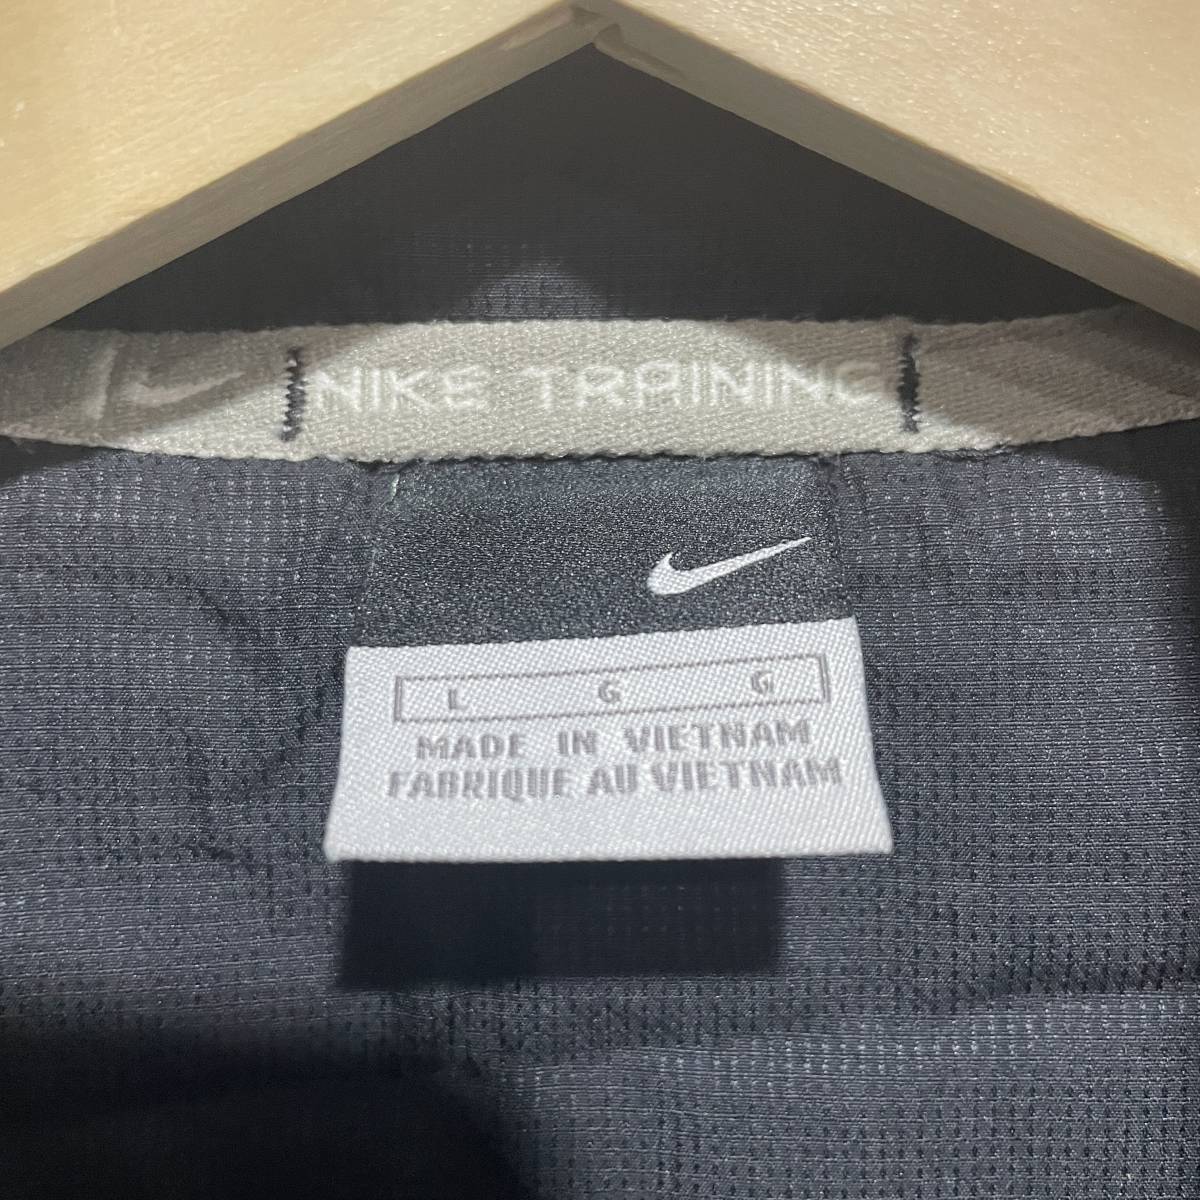 NIKE TRAINING
L G G
MADE IN VIETNAM
FABRIQUE AU VIETNAM